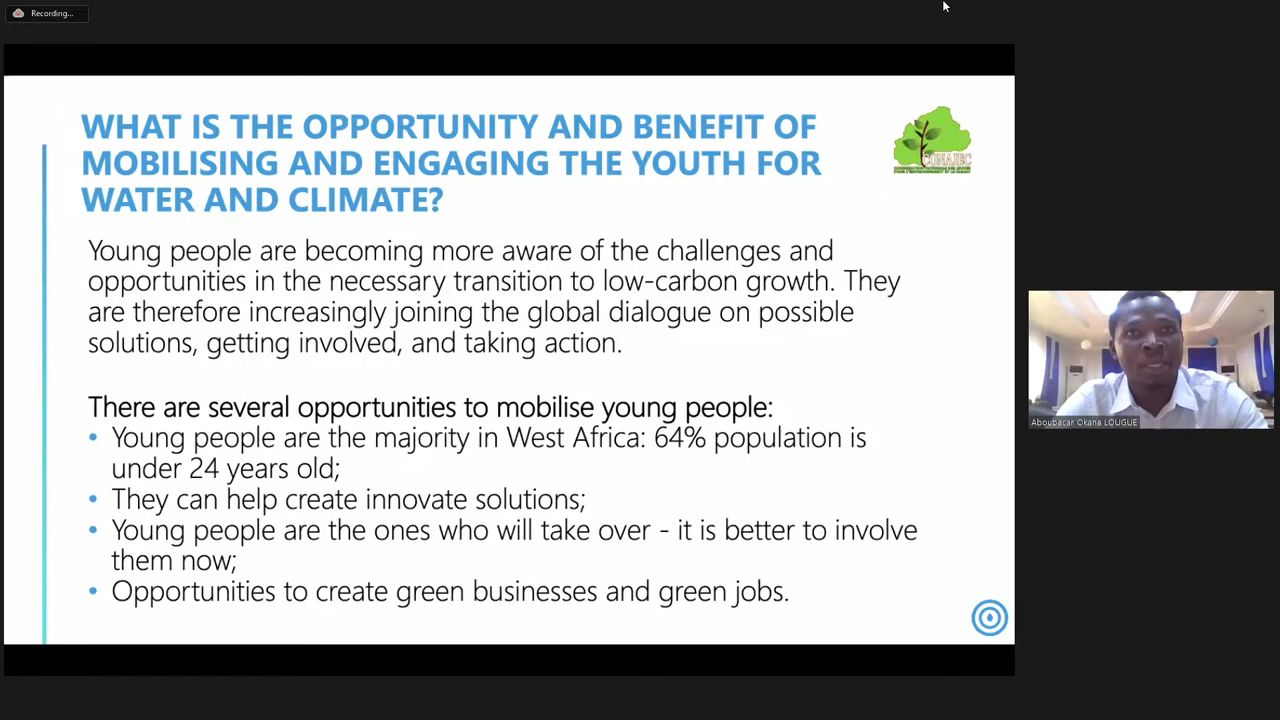 Recording...
WHAT IS THE OPPORTUNITY AND BENEFIT OF
MOBILISING AND ENGAGING THE YOUTH FOR
WATER AND CLIMATE?
CONAJEC
Young people are becoming more aware of the challenges and
opportunities in the necessary transition to low-carbon growth. They
are therefore increasingly joining the global dialogue on possible
solutions, getting involved, and taking action.
There are several opportunities to mobilise young people:
• Young people are the majority in West Africa: 64% population is
under 24 years old;
• They can help create innovate solutions;
• Young people are the ones who will take over - it is better to involve
them now;
• Opportunities to create green businesses and green jobs.
Aboubacar Okana LOUGUE